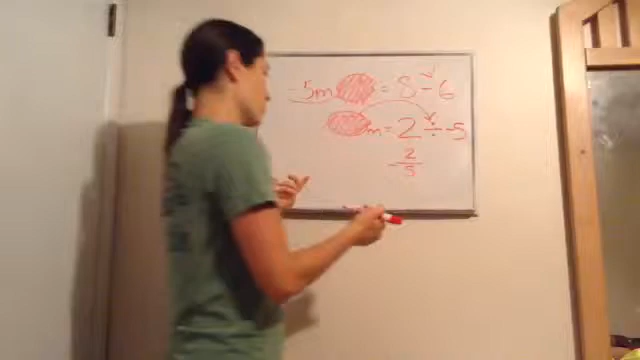 -5m = 8 - 6
m = 2 ÷ -5
- 2/5